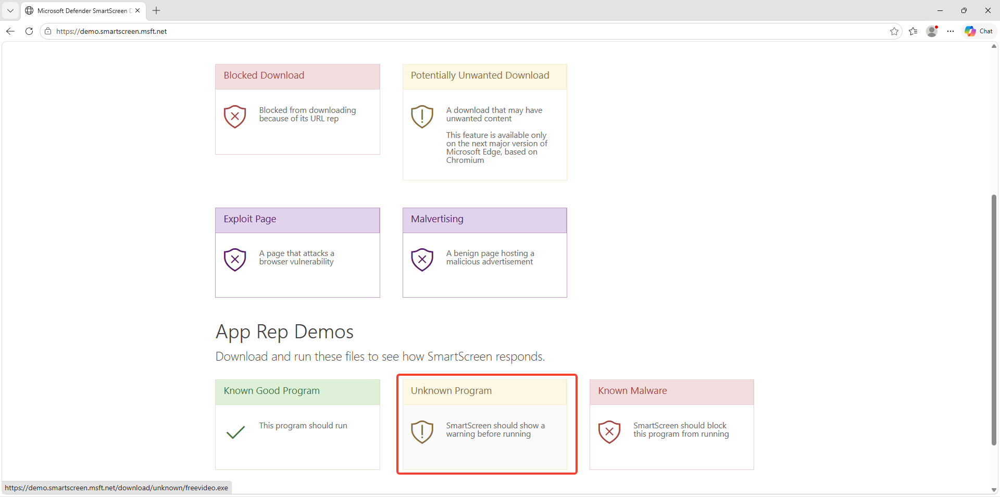 Microsoft Defender SmartScreen D
https://demo.smartscreen.msft.net
Chat
Blocked Download
Blocked from downloading
because of its URL rep
Potentially Unwanted Download
A download that may have
unwanted content
This feature is available only
on the next major version of
Microsoft Edge, based on
Chromium
Exploit Page
A page that attacks a
browser vulnerability
Malvertising
A benign page hosting a
malicious advertisement
App Rep Demos
Download and run these files to see how SmartScreen responds.
Known Good Program
This program should run
Unknown Program
SmartScreen should show a
warning before running
Known Malware
SmartScreen should block
this program from running
https://demo.smartscreen.msft.net/download/unknown/freevideo.exe